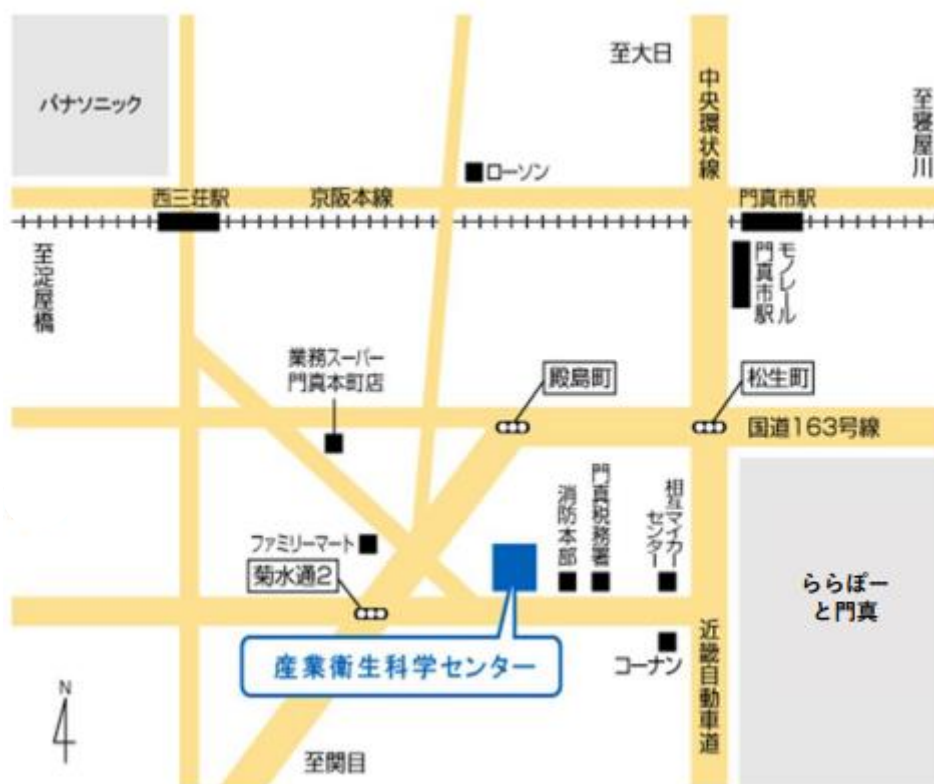 至大日
パナソニック
中央環状線
至寝屋川
ローソン
西三荘駅
京阪本線
門真市駅
至淀屋橋
モノレール
門真市駅
業務スーパー
門真本町店
殿島町
松生町
国道163号線
消防本部
門真税務署
相互マイカー
センター
ファミリーマート
菊水通2
ららぽー
と門真
産業衛生科学センター
コーナン
近畿自動車道
N
至関目